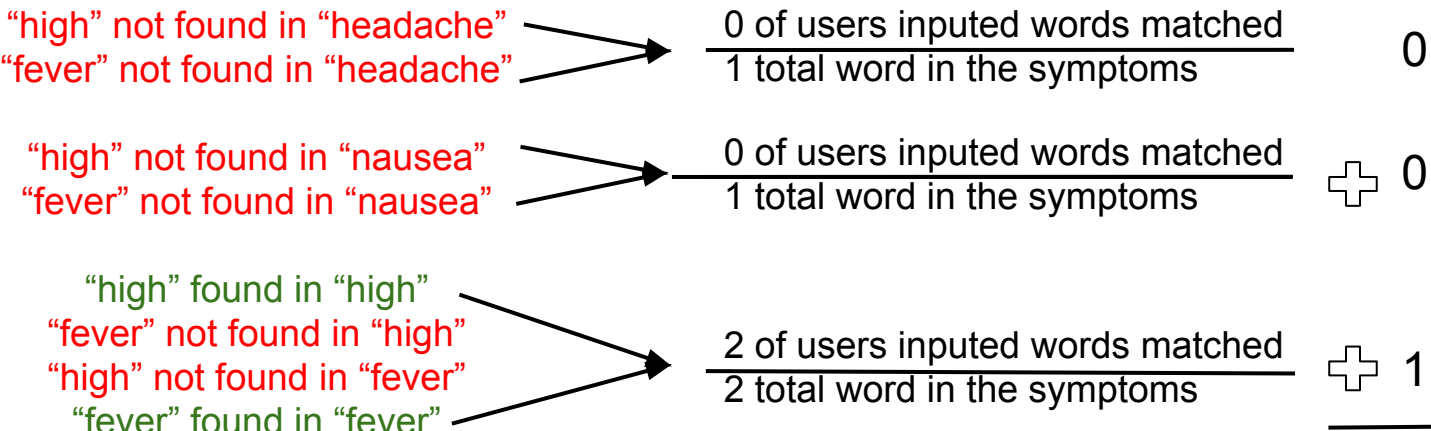 “high” not found in “headache”
“fever” not found in “headache”
0 of users inputed words matched
1 total word in the symptoms
0
“high” not found in “nausea”
“fever” not found in “nausea”
0 of users inputed words matched
1 total word in the symptoms
0
“high” found in “high”
“fever” not found in “high”
“high” not found in “fever”
“fever” found in “fever”
2 of users inputed words matched
2 total word in the symptoms
1